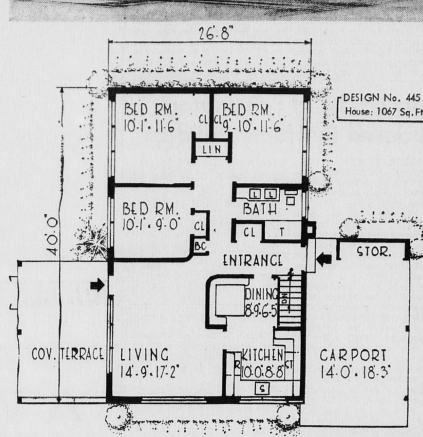 26'-8"
DESIGN No. 445
House: 1067 Sq. Ft
BED RM.
10'-1" · 11'-6"
CL
CL
BED RM.
9'-10" · 11'-6"
LIN
40'-0"
BED RM.
10'-1" · 9'-0"
CL
BC
L
L
BATH
CL
T
ENTRANCE
STOR.
DINING
8'-9" · 6'-5"
DN
COV. TERRACE
LIVING
14'-9" · 17'-2"
KITCHEN
10'-0" · 8'-8"
R
CT
S
CARPORT
14'-0" · 18'-3"